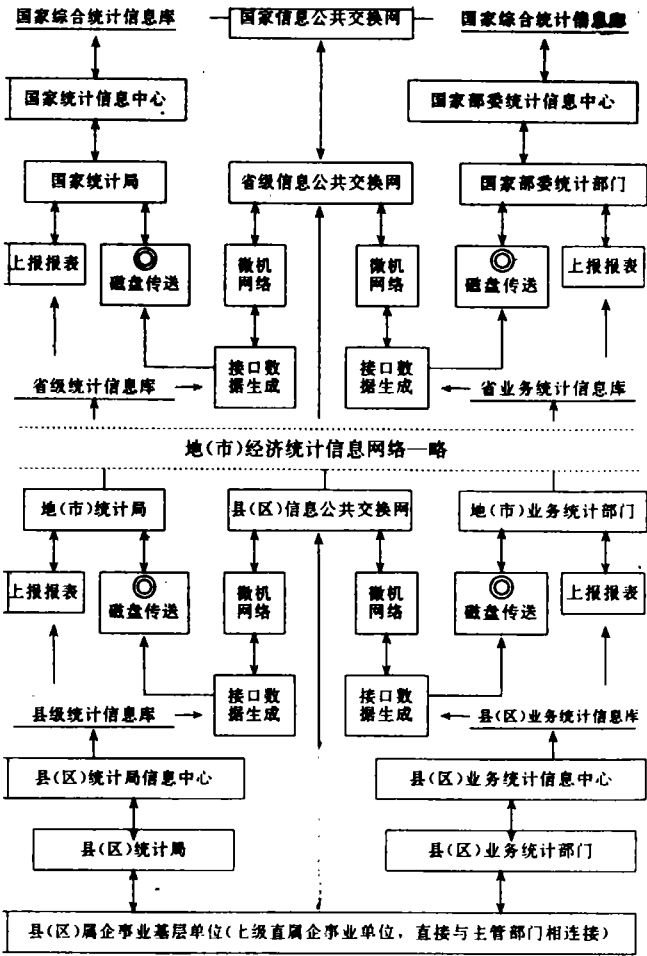 国家综合统计信息库
国家信息公共交换网
国家综合统计信息库
国家统计信息中心
国家部委统计信息中心
国家统计局
省级信息公共交换网
国家部委统计部门
上报报表
磁盘传送
微机
网络
微机
网络
磁盘传送
上报报表
接口数
据生成
接口数
据生成
省级统计信息库
省业务统计信息库
地(市)经济统计信息网络—略
地(市)统计局
县(区)信息公共交换网
地(市)业务统计部门
上报报表
磁盘传送
微机
网络
微机
网络
磁盘传送
上报报表
接口数
据生成
接口数
据生成
县级统计信息库
县(区)业务统计信息库
县(区)统计局信息中心
县(区)业务统计信息中心
县(区)统计局
县(区)业务统计部门
县(区)属企事业基层单位(上级直属企事业单位，直接与主管部门相连接)